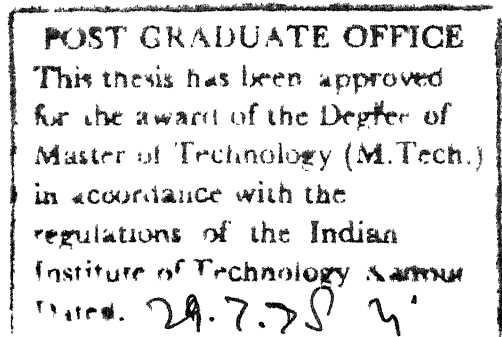 POST GRADUATE OFFICE
This thesis has been approved
for the award of the Degree of
Master of Technology (M.Tech.)
in acoordance with the
regulations of the Indian
Institute of Technology Kanpur
Dated. 29.7.75